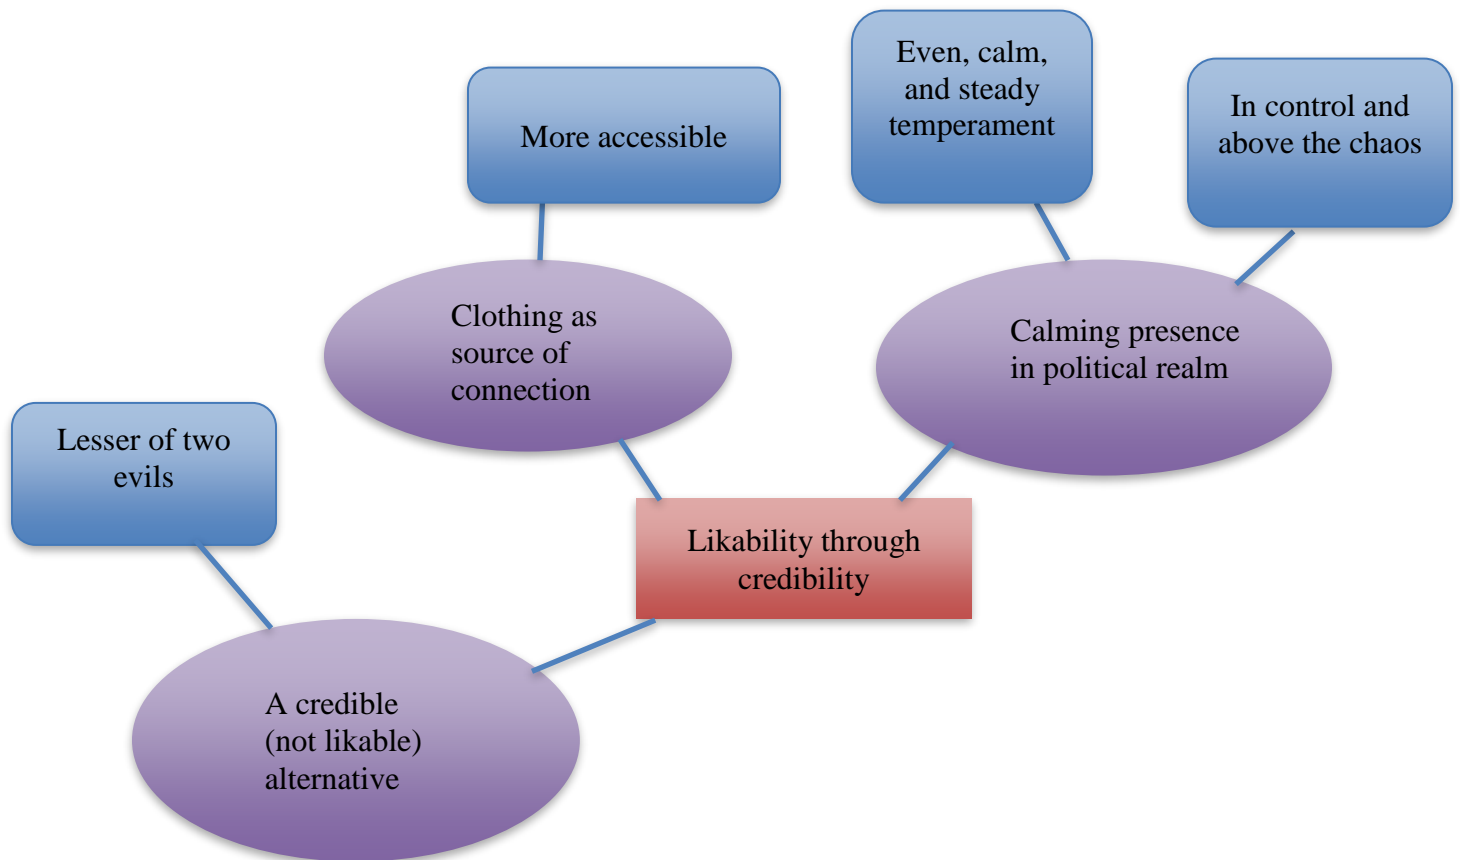 Even, calm,
and steady
temperament
In control and
above the chaos
More accessible
Clothing as
source of
connection
Calming presence
in political realm
Lesser of two
evils
Likability through
credibility
A credible
(not likable)
alternative